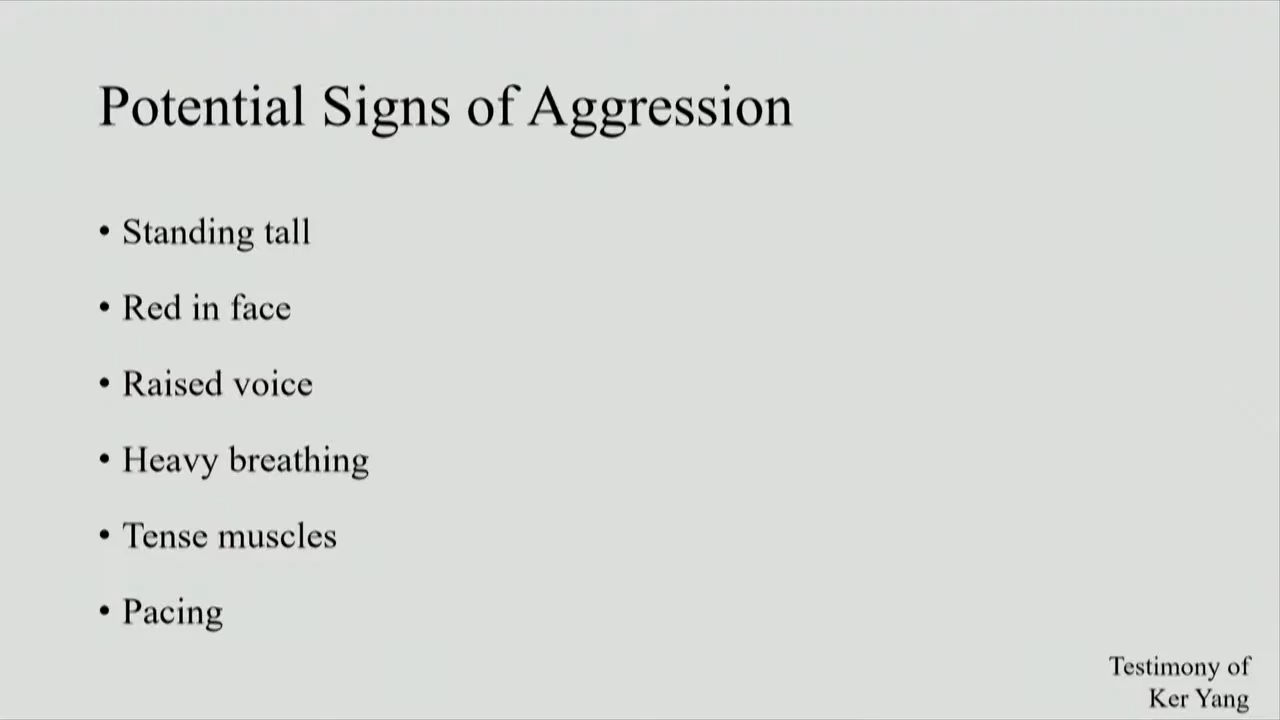 Potential Signs of Aggression
• Standing tall
• Red in face
• Raised voice
• Heavy breathing
• Tense muscles
• Pacing
Testimony of
Ker Yang